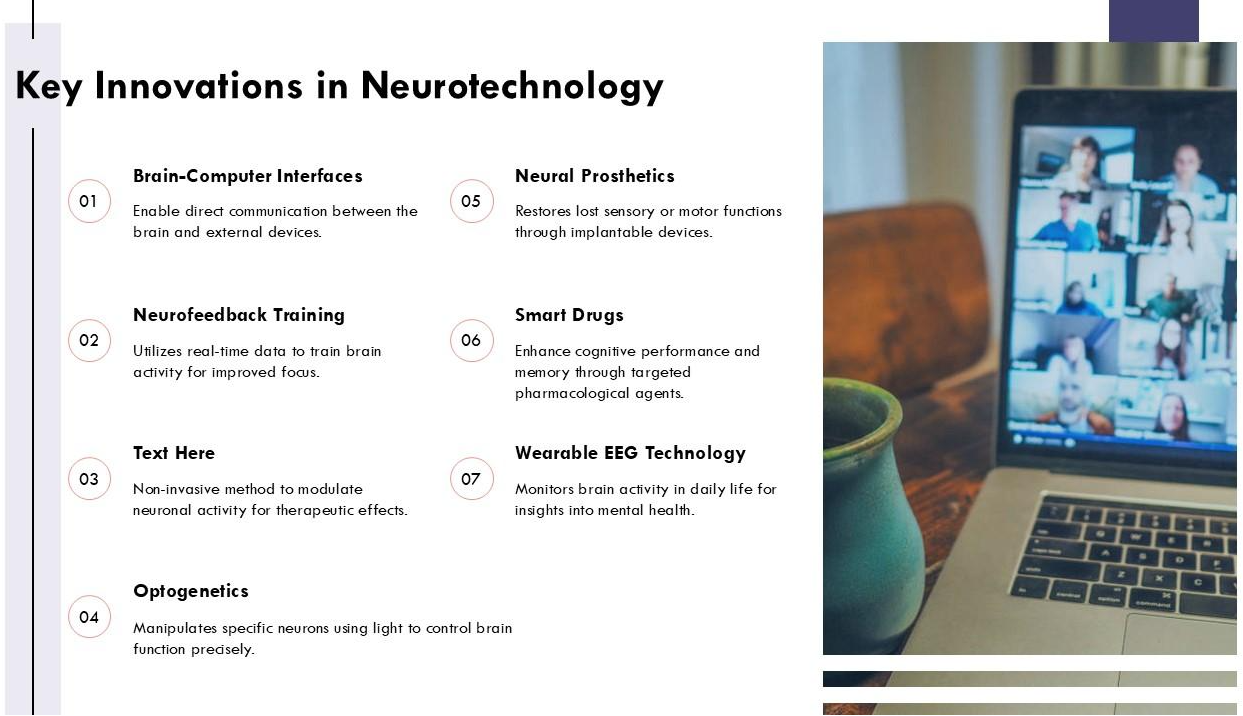 Key Innovations in Neurotechnology
01
Brain-Computer Interfaces
Enable direct communication between the
brain and external devices.
02
Neurofeedback Training
Utilizes real-time data to train brain
activity for improved focus.
03
Text Here
Non-invasive method to modulate
neuronal activity for therapeutic effects.
04
Optogenetics
Manipulates specific neurons using light to control brain
function precisely.
05
Neural Prosthetics
Restores lost sensory or motor functions
through implantable devices.
06
Smart Drugs
Enhance cognitive performance and
memory through targeted
pharmacological agents.
07
Wearable EEG Technology
Monitors brain activity in daily life for
insights into mental health.
Q W E
A S D
Z X C
control option command